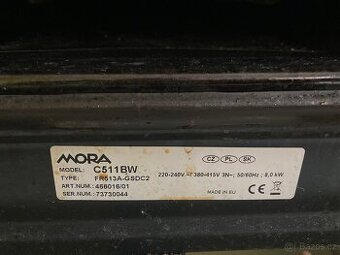 MORA
CZ PL SK
MODEL: C511BW
TYPE: FR513A-GSDC2
220-240V~ / 380-415V 3N~; 50/60Hz; 8,0 kW
ART.NUM.: 456016/01
SER.NUM.: 73730044
MADE IN EU
CE